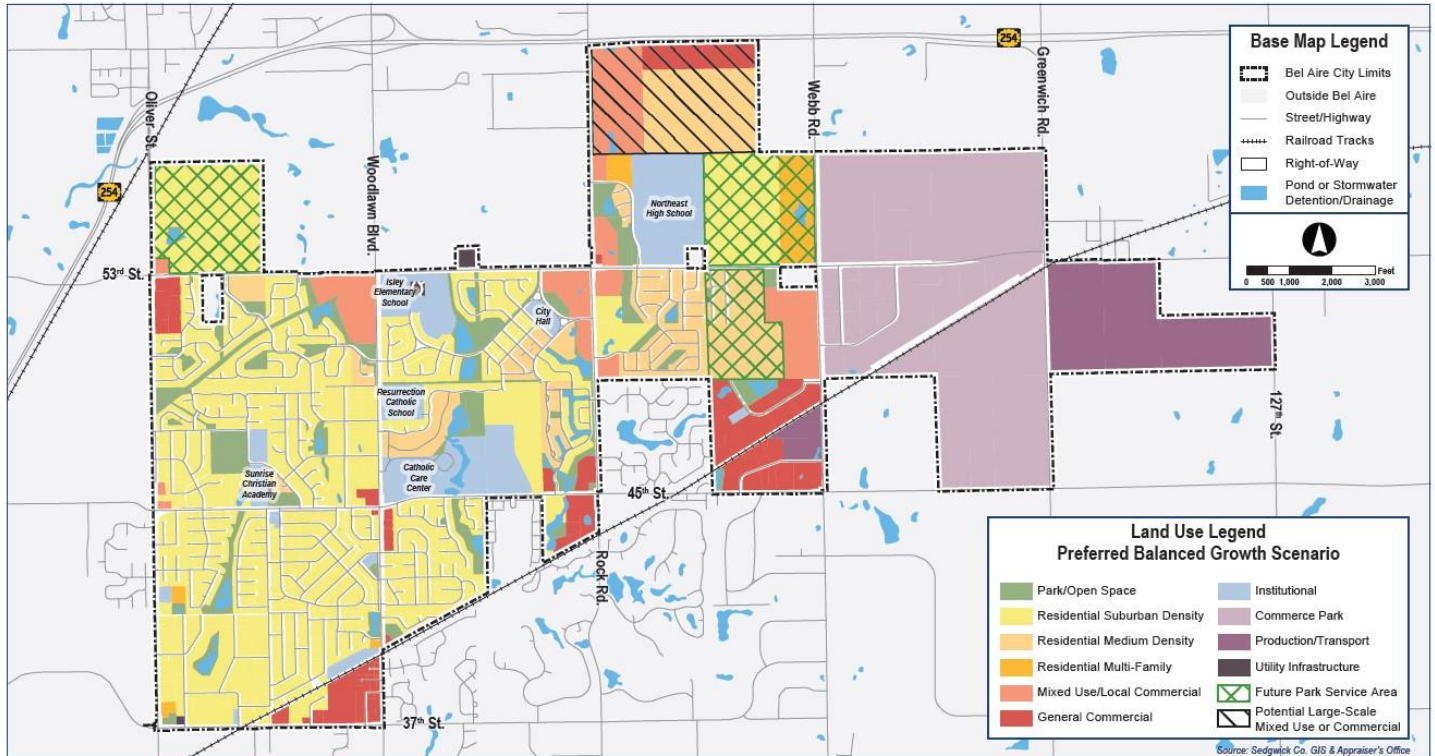 254
254
Oliver St.
Woodlawn Blvd.
Webb Rd.
Greenwich Rd.
53rd St.
Northeast
High School
Isley
Elementary
School
City
Hall
Resurrection
Catholic
School
Sunrise
Christian
Academy
Catholic
Care
Center
45th St.
Rock Rd.
127th St.
37th St.
Base Map Legend
Bel Aire City Limits
Outside Bel Aire
Street/Highway
Railroad Tracks
Right-of-Way
Pond or Stormwater
Detention/Drainage
Feet
0 500 1,000 2,000 3,000
Land Use Legend
Preferred Balanced Growth Scenario
Park/Open Space
Residential Suburban Density
Residential Medium Density
Residential Multi-Family
Mixed Use/Local Commercial
General Commercial
Institutional
Commerce Park
Production/Transport
Utility Infrastructure
Future Park Service Area
Potential Large-Scale
Mixed Use or Commercial
Source: Sedgwick Co. GIS & Appraiser's Office